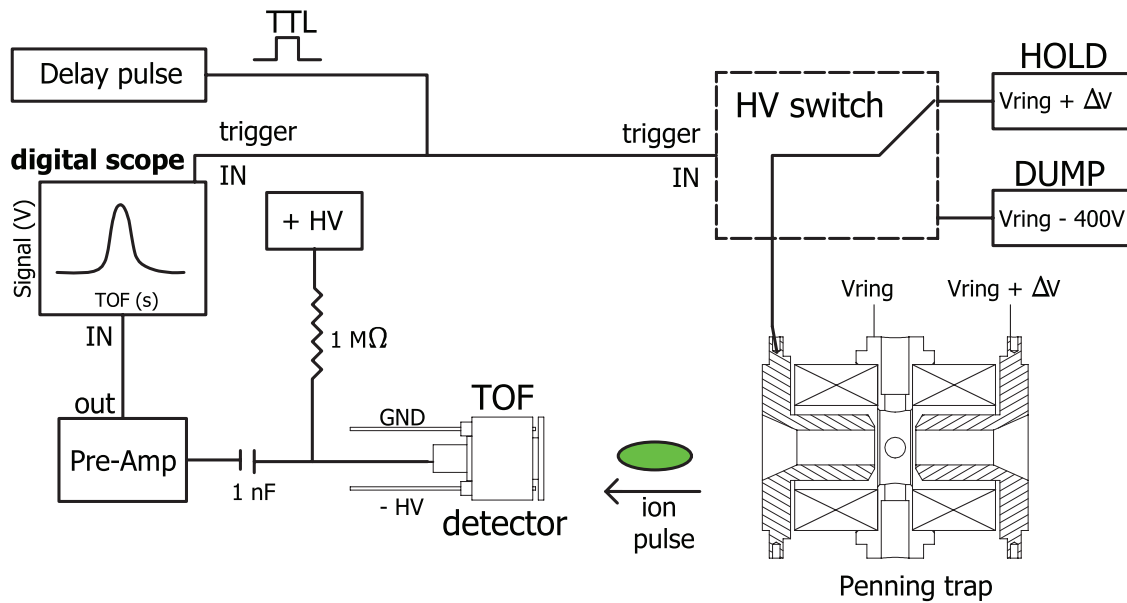 TTL
Delay pulse
HOLD
Vring + ΔV
HV switch
trigger
IN
trigger
IN
DUMP
Vring - 400V
digital scope
Signal (V)
TOF (s)
IN
+ HV
1 MΩ
Vring
Vring + ΔV
out
Pre-Amp
1 nF
GND
TOF
- HV
detector
ion
pulse
Penning trap